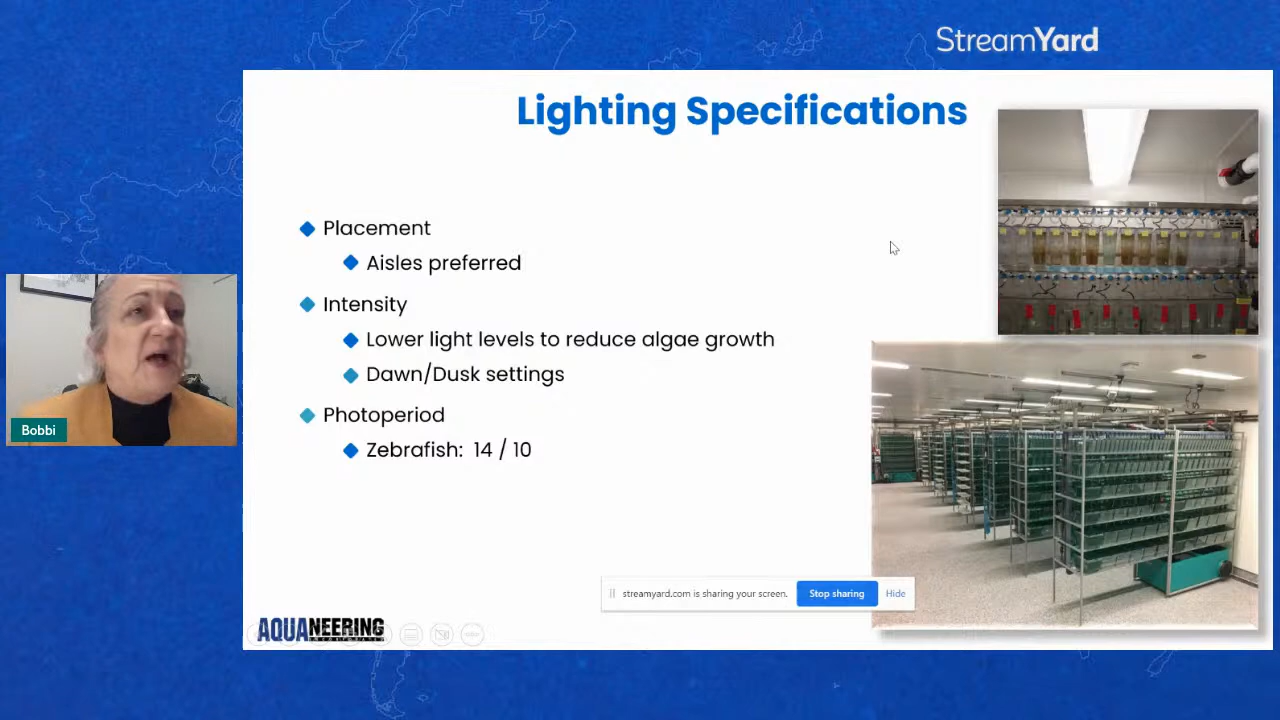 StreamYard
Lighting Specifications
Placement
Aisles preferred
Intensity
Lower light levels to reduce algae growth
Dawn/Dusk settings
Photoperiod
Zebrafish: 14 / 10
Bobbi
streamyard.com is sharing your screen.
Stop sharing
Hide
AQUANEERING
INCORPORATED